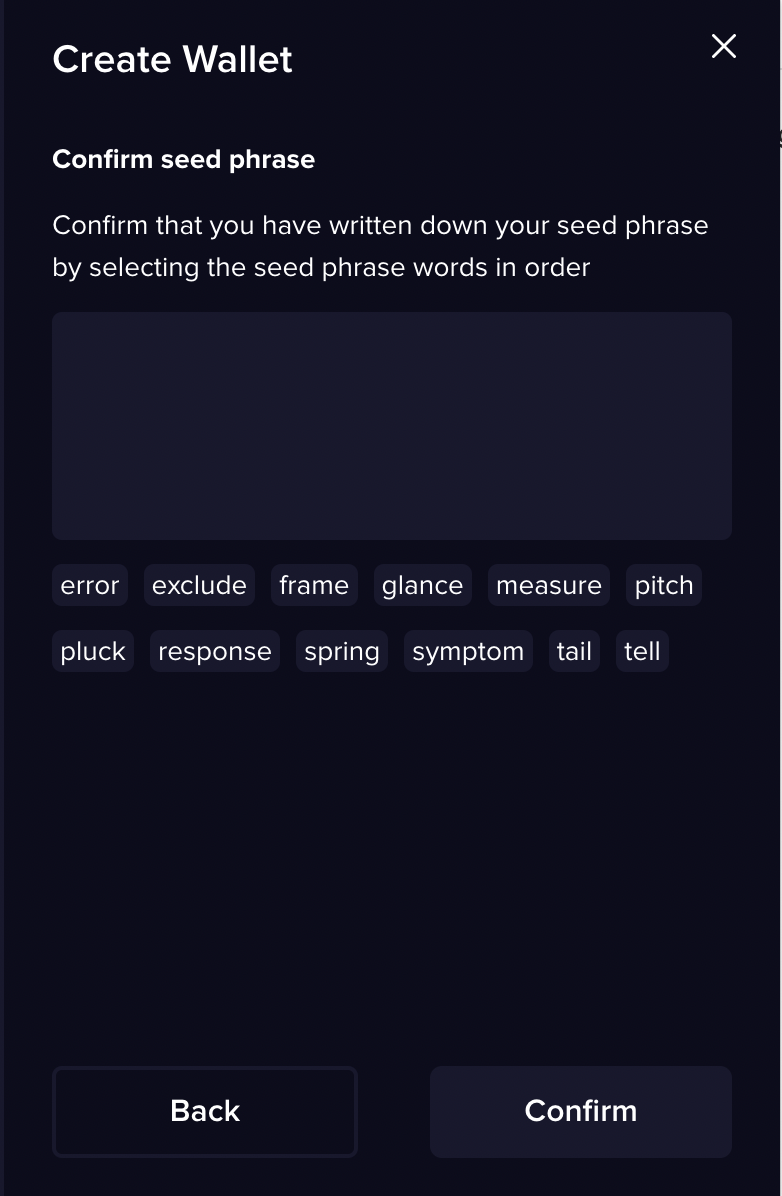 Create Wallet
Confirm seed phrase
Confirm that you have written down your seed phrase
by selecting the seed phrase words in order
error exclude frame glance measure pitch
pluck response spring symptom tail tell
Back Confirm